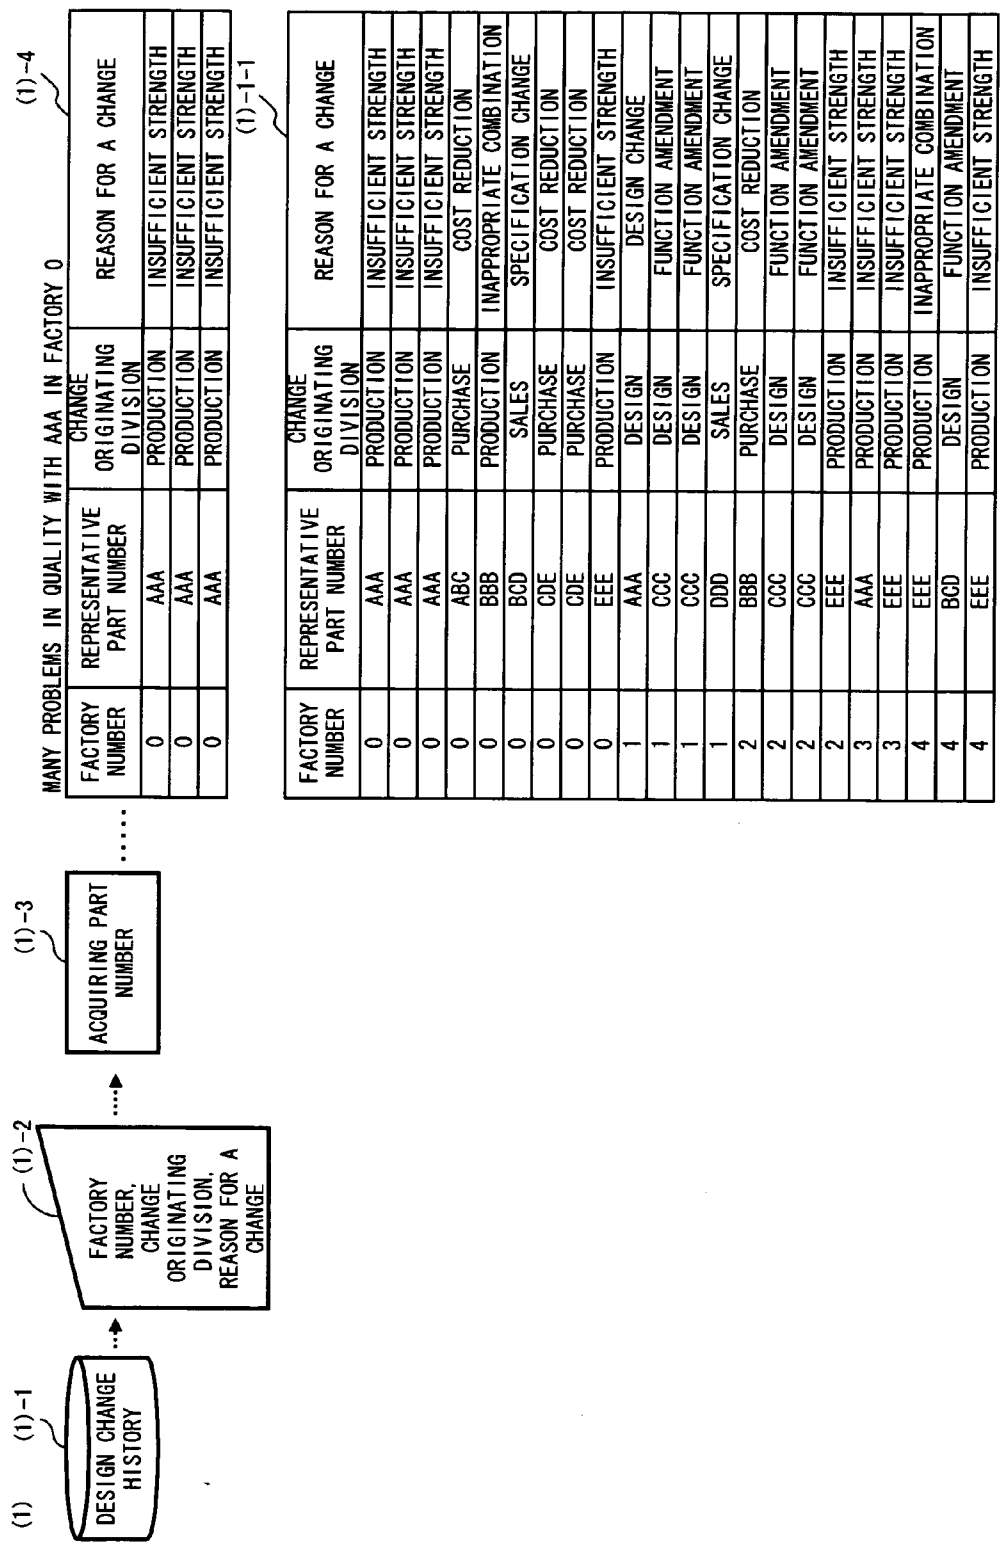 (1)
(1)-1
DESIGN CHANGE
HISTORY
(1)-2
FACTORY
NUMBER,
CHANGE
ORIGINATING
DIVISION,
REASON FOR A
CHANGE
(1)-3
ACQUIRING PART
NUMBER
MANY PROBLEMS IN QUALITY WITH AAA IN FACTORY 0
(1)-4
FACTORY
NUMBER
REPRESENTATIVE
PART NUMBER
CHANGE
ORIGINATING
DIVISION
REASON FOR A CHANGE
0 AAA PRODUCTION INSUFFICIENT STRENGTH
0 AAA PRODUCTION INSUFFICIENT STRENGTH
0 AAA PRODUCTION INSUFFICIENT STRENGTH
(1)-1-1
FACTORY
NUMBER
REPRESENTATIVE
PART NUMBER
CHANGE
ORIGINATING
DIVISION
REASON FOR A CHANGE
0 AAA PRODUCTION INSUFFICIENT STRENGTH
0 AAA PRODUCTION INSUFFICIENT STRENGTH
0 AAA PRODUCTION INSUFFICIENT STRENGTH
0 ABC PURCHASE COST REDUCTION
0 BBB PRODUCTION INAPPROPRIATE COMBINATION
0 BCD SALES SPECIFICATION CHANGE
0 CDE PURCHASE COST REDUCTION
0 CDE PURCHASE COST REDUCTION
0 EEE PRODUCTION INSUFFICIENT STRENGTH
1 AAA DESIGN DESIGN CHANGE
1 CCC DESIGN FUNCTION AMENDMENT
1 CCC DESIGN FUNCTION AMENDMENT
1 DDD SALES SPECIFICATION CHANGE
2 BBB PURCHASE COST REDUCTION
2 CCC DESIGN FUNCTION AMENDMENT
2 CCC DESIGN FUNCTION AMENDMENT
2 EEE PRODUCTION INSUFFICIENT STRENGTH
3 AAA PRODUCTION INSUFFICIENT STRENGTH
3 EEE PRODUCTION INSUFFICIENT STRENGTH
4 EEE PRODUCTION INAPPROPRIATE COMBINATION
4 BCD DESIGN FUNCTION AMENDMENT
4 EEE PRODUCTION INSUFFICIENT STRENGTH